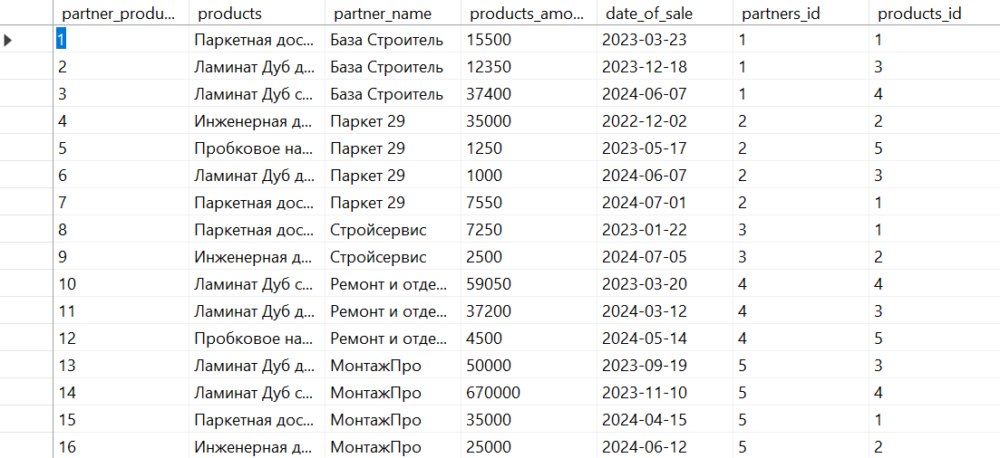 partner_produ... products partner_name products_amo... date_of_sale partners_id products_id
1 Паркетная дос... База Строитель 15500 2023-03-23 1 1
2 Ламинат Дуб д... База Строитель 12350 2023-12-18 1 3
3 Ламинат Дуб с... База Строитель 37400 2024-06-07 1 4
4 Инженерная д... Паркет 29 35000 2022-12-02 2 2
5 Пробковое на... Паркет 29 1250 2023-05-17 2 5
6 Ламинат Дуб д... Паркет 29 1000 2024-06-07 2 3
7 Паркетная дос... Паркет 29 7550 2024-07-01 2 1
8 Паркетная дос... Стройсервис 7250 2023-01-22 3 1
9 Инженерная д... Стройсервис 2500 2024-07-05 3 2
10 Ламинат Дуб с... Ремонт и отде... 59050 2023-03-20 4 4
11 Ламинат Дуб д... Ремонт и отде... 37200 2024-03-12 4 3
12 Пробковое на... Ремонт и отде... 4500 2024-05-14 4 5
13 Ламинат Дуб д... МонтажПро 50000 2023-09-19 5 3
14 Ламинат Дуб с... МонтажПро 670000 2023-11-10 5 4
15 Паркетная дос... МонтажПро 35000 2024-04-15 5 1
16 Инженерная д... МонтажПро 25000 2024-06-12 5 2